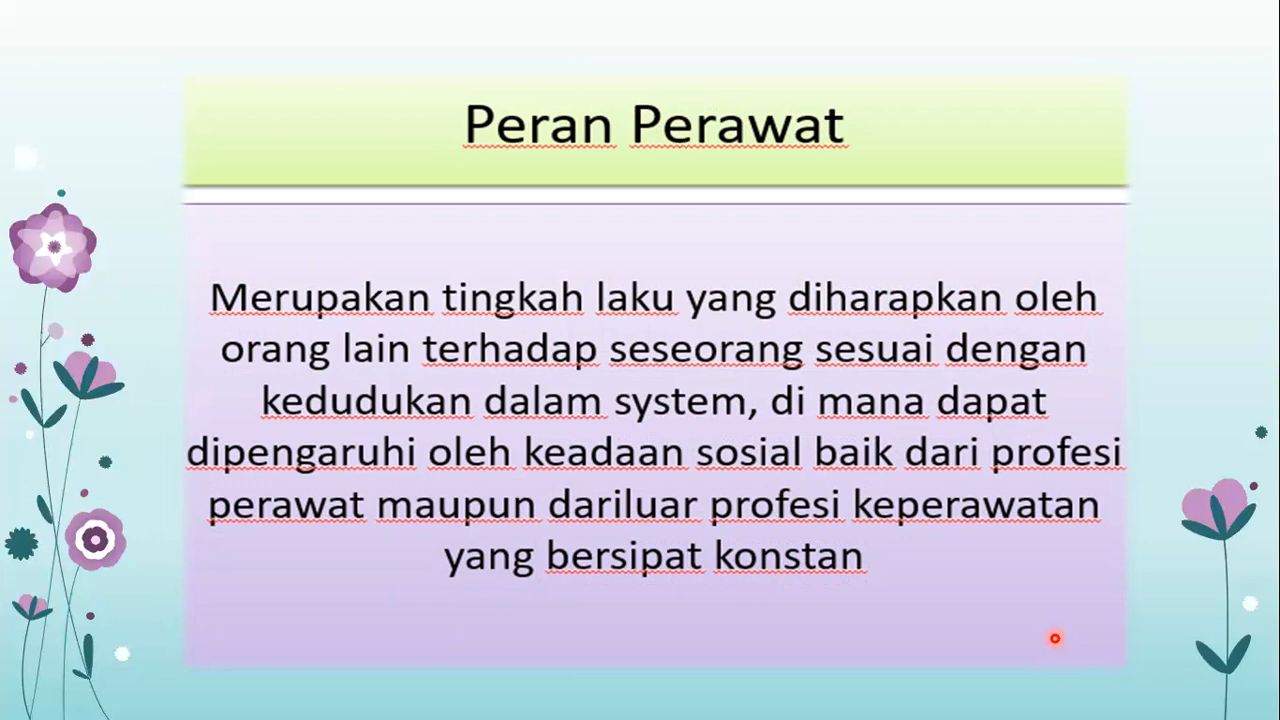 Peran Perawat
Merupakan tingkah laku yang diharapkan oleh
orang lain terhadap seseorang sesuai dengan
kedudukan dalam system, di mana dapat
dipengaruhi oleh keadaan sosial baik dari profesi
perawat maupun dariluar profesi keperawatan
yang bersipat konstan